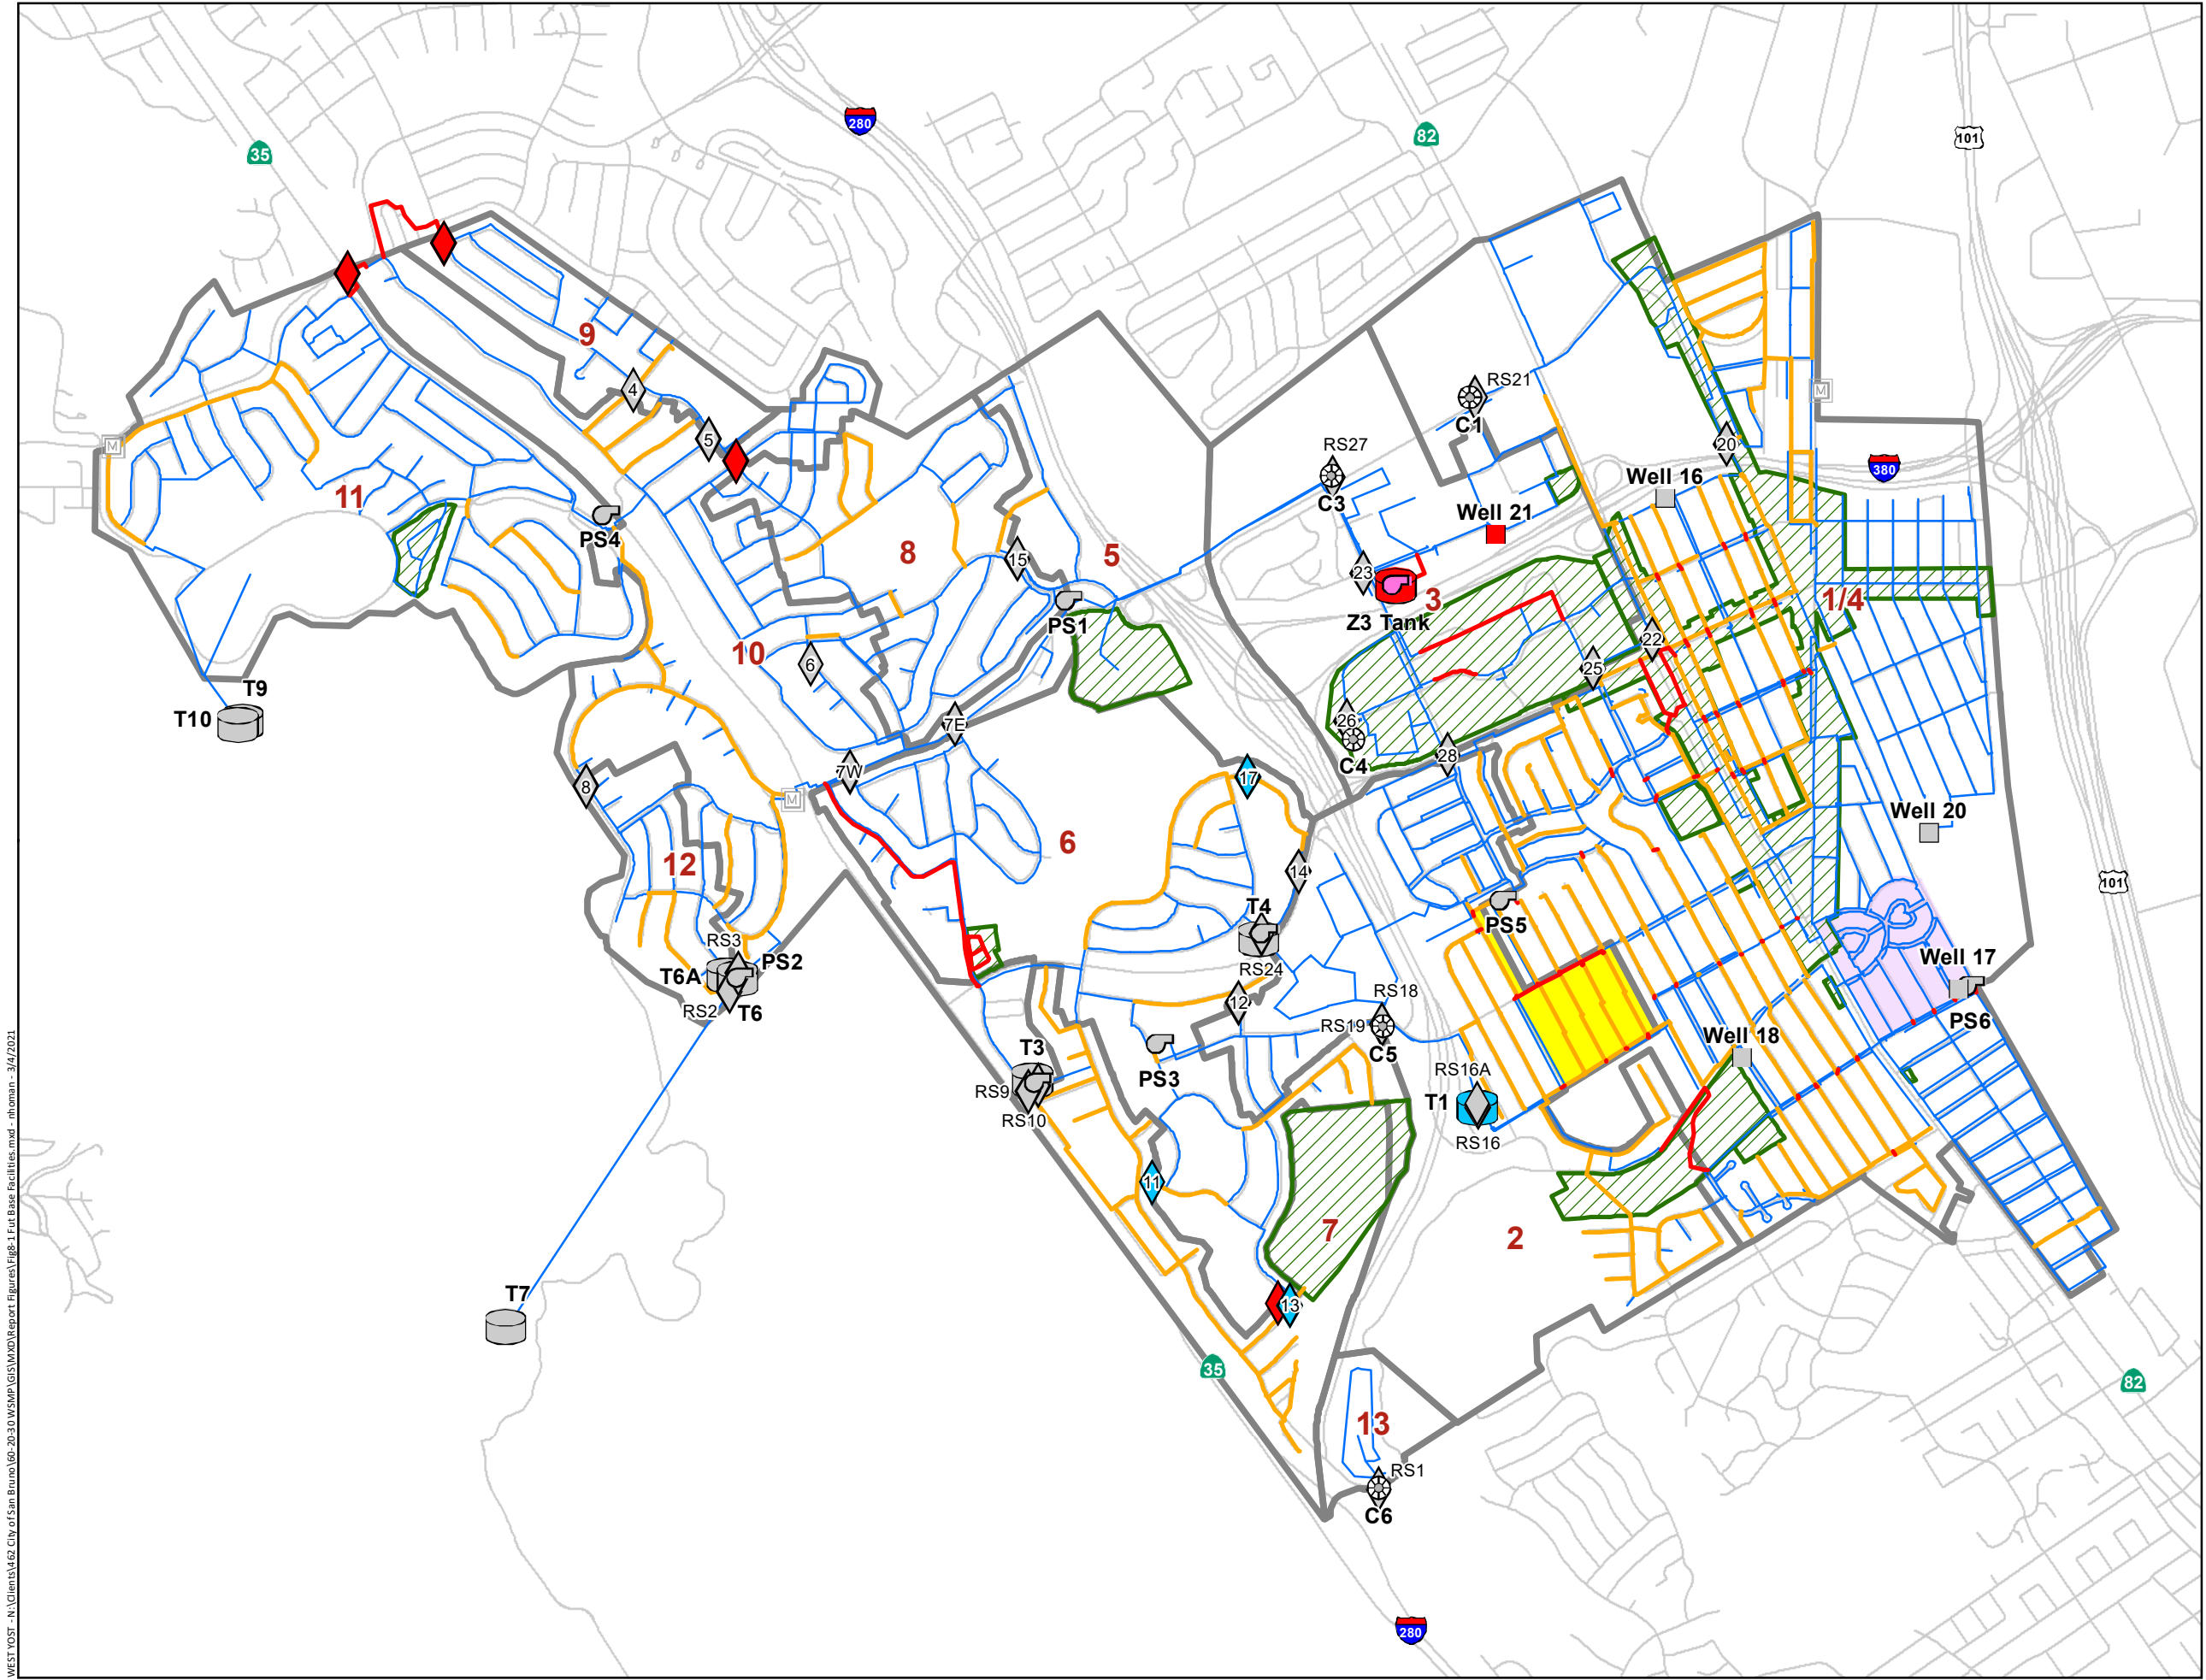 280
82
101
35
9
4
RS21
C1
RS27
20
5
C3
Well 16
380
M
M
11
Well 21
PS4
8
15
5
23
3
1/4
PS1
Z3 Tank
22
10
6
25
T9
T10
26
7E
28
C4
7W
17
8
M
Well 20
6
12
14
T4
PS5
RS3
PS2
T6A
RS24
Well 17
T6
RS2
12
RS18
RS19
C5
PS6
Well 18
T3
PS3
RS9
RS10
RS16A
T1
RS16
11
7
2
T7
13
35
82
101
13
RS1
C6
280
WEST YOST - N:\Clients\462 City of San Bruno\60-20-30 WSMP\GIS\MXD\Report Figures\Fig8-1 Fut Base Facilities.mxd - rhoman - 3/4/2021